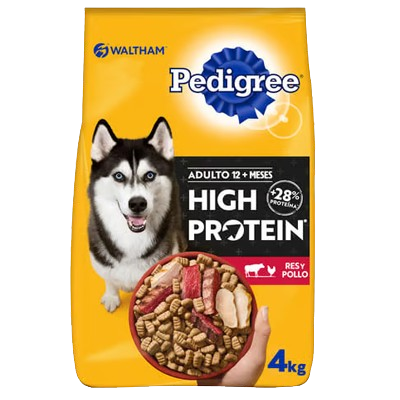 WALTHAM
Pedigree
ADULTO 12+ MESES
HIGH
PROTEIN
+28%
PROTEÍNA
RES Y
POLLO
4kg